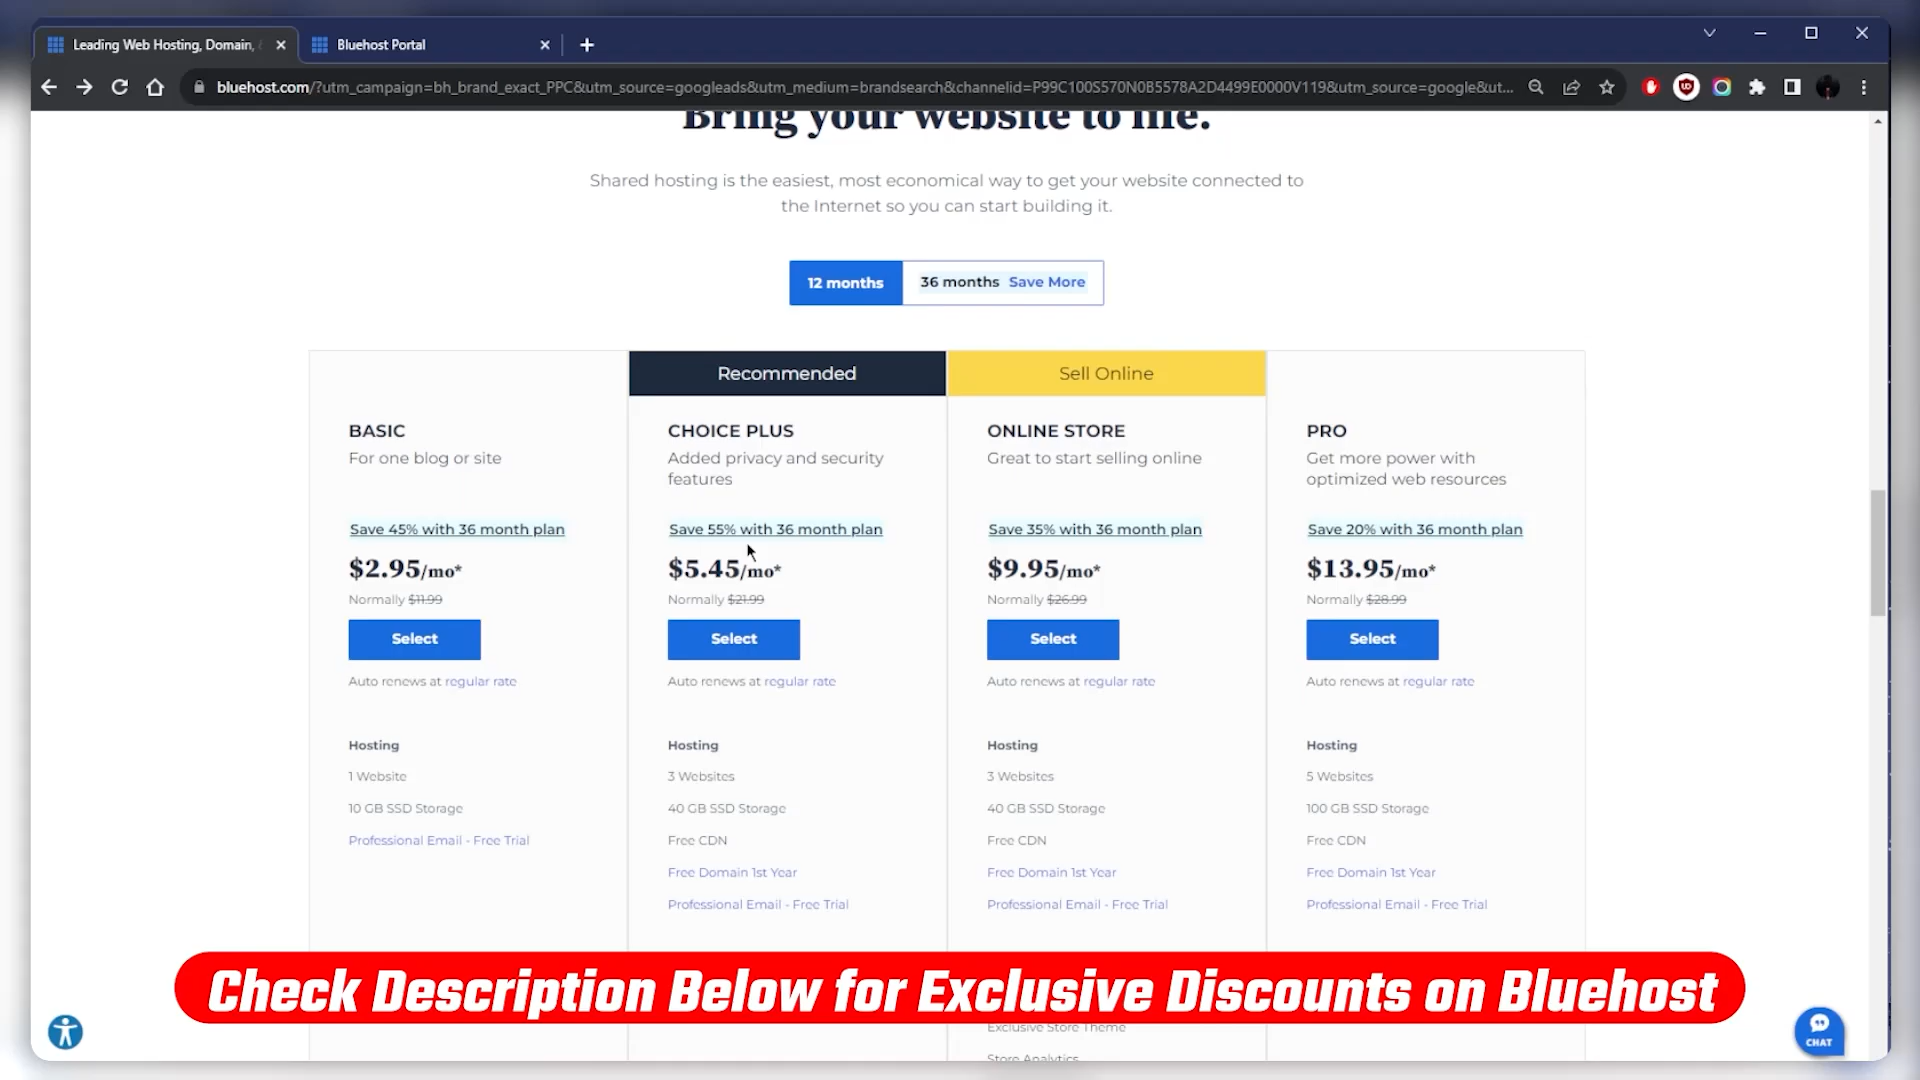 Leading Web Hosting, Domain,
Bluehost Portal
bluehost.com/?utm_campaign=bh_brand_exact_PPC&utm_source=googleads&utm_medium=brandsearch&channelid=P99C100S570N0B5578A2D4499E0000V119&utm_source=google&ut...
Bring your website to life.
Shared hosting is the easiest, most economical way to get your website connected to
the Internet so you can start building it.
12 months
36 months Save More
Recommended
Sell Online
BASIC
For one blog or site
Save 45% with 36 month plan
$2.95/mo*
Normally $11.99
Select
Auto renews at regular rate
Hosting
1 Website
10 GB SSD Storage
Professional Email - Free Trial
CHOICE PLUS
Added privacy and security
features
Save 55% with 36 month plan
$5.45/mo*
Normally $21.99
Select
Auto renews at regular rate
Hosting
3 Websites
40 GB SSD Storage
Free CDN
Free Domain 1st Year
Professional Email - Free Trial
ONLINE STORE
Great to start selling online
Save 35% with 36 month plan
$9.95/mo*
Normally $26.99
Select
Auto renews at regular rate
Hosting
3 Websites
40 GB SSD Storage
Free CDN
Free Domain 1st Year
Professional Email - Free Trial
Exclusive Store Theme
Store Analytics
PRO
Get more power with
optimized web resources
Save 20% with 36 month plan
$13.95/mo*
Normally $28.99
Select
Auto renews at regular rate
Hosting
5 Websites
100 GB SSD Storage
Free CDN
Free Domain 1st Year
Professional Email - Free Trial
Check Description Below for Exclusive Discounts on Bluehost
CHAT